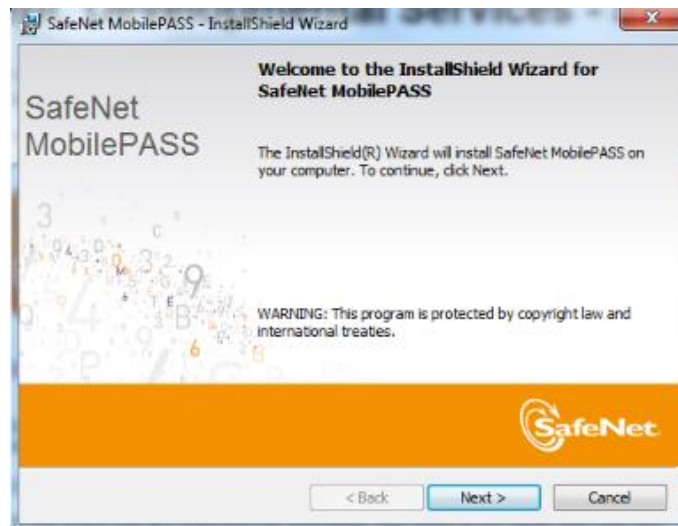 SafeNet MobilePASS - InstallShield Wizard
Services -
Welcome to the InstallShield Wizard for
SafeNet MobilePASS
SafeNet
MobilePASS
The InstallShield(R) Wizard will install SafeNet MobilePASS on
your computer. To continue, click Next.
WARNING: This program is protected by copyright law and
international treaties.
SafeNet.
< Back
Next >
Cancel